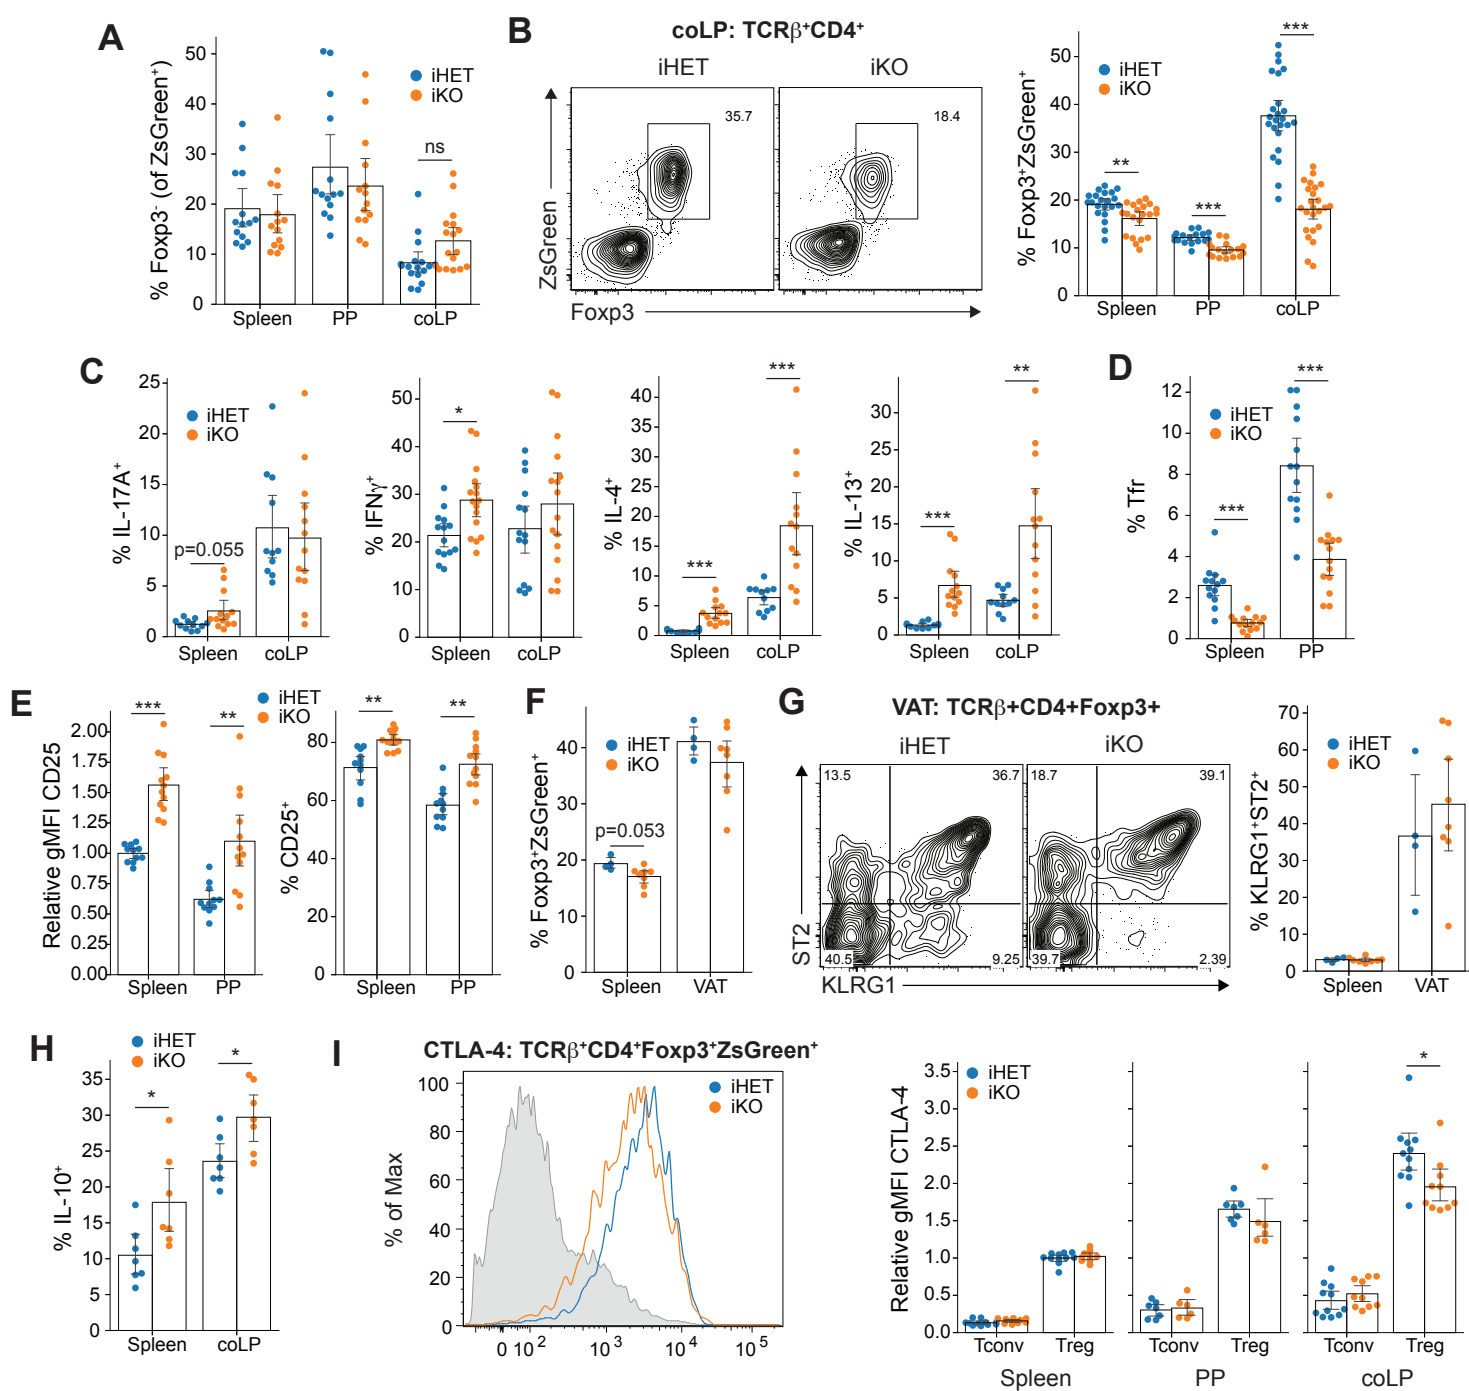 A
% Foxp3⁻ (of ZsGreen⁺)
50
40
30
20
10
0
iHET
iKO
ns
Spleen PP coLP
B
coLP: TCRβ⁺CD4⁺
iHET iKO
35.7 18.4
ZsGreen
Foxp3
% Foxp3⁺ZsGreen⁺
50
40
30
20
10
0
iHET
iKO
** *** ***
Spleen PP coLP
C
% IL-17A⁺
25
20
15
10
5
0
iHET
iKO
p=0.055
Spleen coLP
% IFNγ⁺
50
40
30
20
10
0
*
Spleen coLP
% IL-4⁺
40
35
30
25
20
15
10
5
0
*** ***
Spleen coLP
% IL-13⁺
30
25
20
15
10
5
0
*** **
Spleen coLP
D
% Tfr
12
10
8
6
4
2
0
iHET
iKO
*** ***
Spleen PP
E
Relative gMFI CD25
2.00
1.75
1.50
1.25
1.00
0.75
0.50
0.25
0.00
iHET
iKO
*** **
Spleen PP
% CD25⁺
80
60
40
20
0
** **
Spleen PP
F
% Foxp3⁺ZsGreen⁺
40
30
20
10
0
iHET
iKO
p=0.053
Spleen VAT
G
VAT: TCRβ+CD4+Foxp3+
iHET iKO
13.5 36.7 18.7 39.1
40.5 9.25 39.7 2.39
ST2
KLRG1
% KLRG1⁺ST2⁺
70
60
50
40
30
20
10
0
iHET
iKO
Spleen VAT
H
% IL-10⁺
35
30
25
20
15
10
5
0
iHET
iKO
* *
Spleen coLP
I
CTLA-4: TCRβ⁺CD4⁺Foxp3⁺ZsGreen⁺
% of Max
100
80
60
40
20
0
iHET
iKO
0 10² 10³ 10⁴ 10⁵
Relative gMFI CTLA-4
3.5
3.0
2.5
2.0
1.5
1.0
0.5
0.0
iHET
iKO
*
Tconv Treg Tconv Treg Tconv Treg
Spleen PP coLP